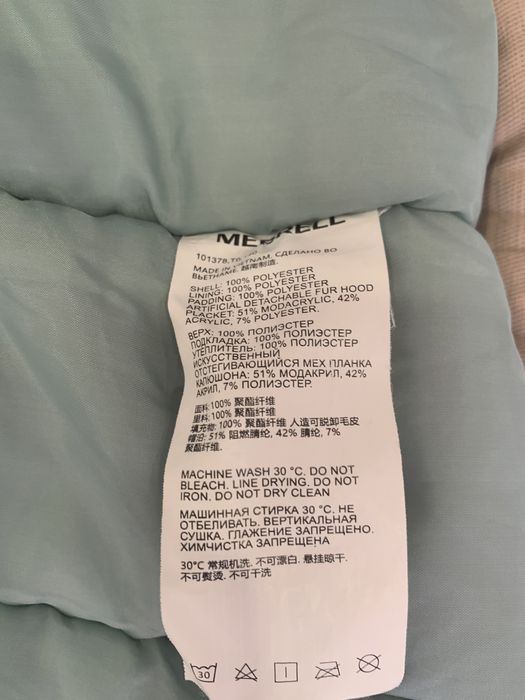 MERRELL
101378,
MADE IN VIETNAM. СДЕЛАНО ВО
ВЬЕТНАМЕ. 越南制造.
SHELL: 100% POLYESTER
LINING: 100% POLYESTER
PADDING: 100% POLYESTER
ARTIFICIAL DETACHABLE FUR HOOD
PLACKET: 51% MODACRYLIC, 42%
ACRYLIC, 7% POLYESTER.
ВЕРХ: 100% ПОЛИЭСТЕР
ПОДКЛАДКА: 100% ПОЛИЭСТЕР
УТЕПЛИТЕЛЬ: 100% ПОЛИЭСТЕР
ИСКУССТВЕННЫЙ
ОТСТЕГИВАЮЩИЙСЯ МЕХ ПЛАНКА
КАПЮШОНА: 51% МОДАКРИЛ, 42%
АКРИЛ, 7% ПОЛИЭСТЕР.
面料: 100% 聚酯纤维
里料: 100% 聚酯纤维
填充物: 100% 聚酯纤维 人造可脱卸毛皮
帽沿: 51% 阻燃腈纶, 42% 腈纶, 7%
聚酯纤维.
MACHINE WASH 30 °C. DO NOT
BLEACH. LINE DRYING. DO NOT
IRON. DO NOT DRY CLEAN
МАШИННАЯ СТИРКА 30 °C. НЕ
ОТБЕЛИВАТЬ. ВЕРТИКАЛЬНАЯ
СУШКА. ГЛАЖЕНИЕ ЗАПРЕЩЕНО.
ХИМЧИСТКА ЗАПРЕЩЕНА
30°C 常规机洗. 不可漂白. 悬挂晾干.
不可熨烫. 不可干洗
30